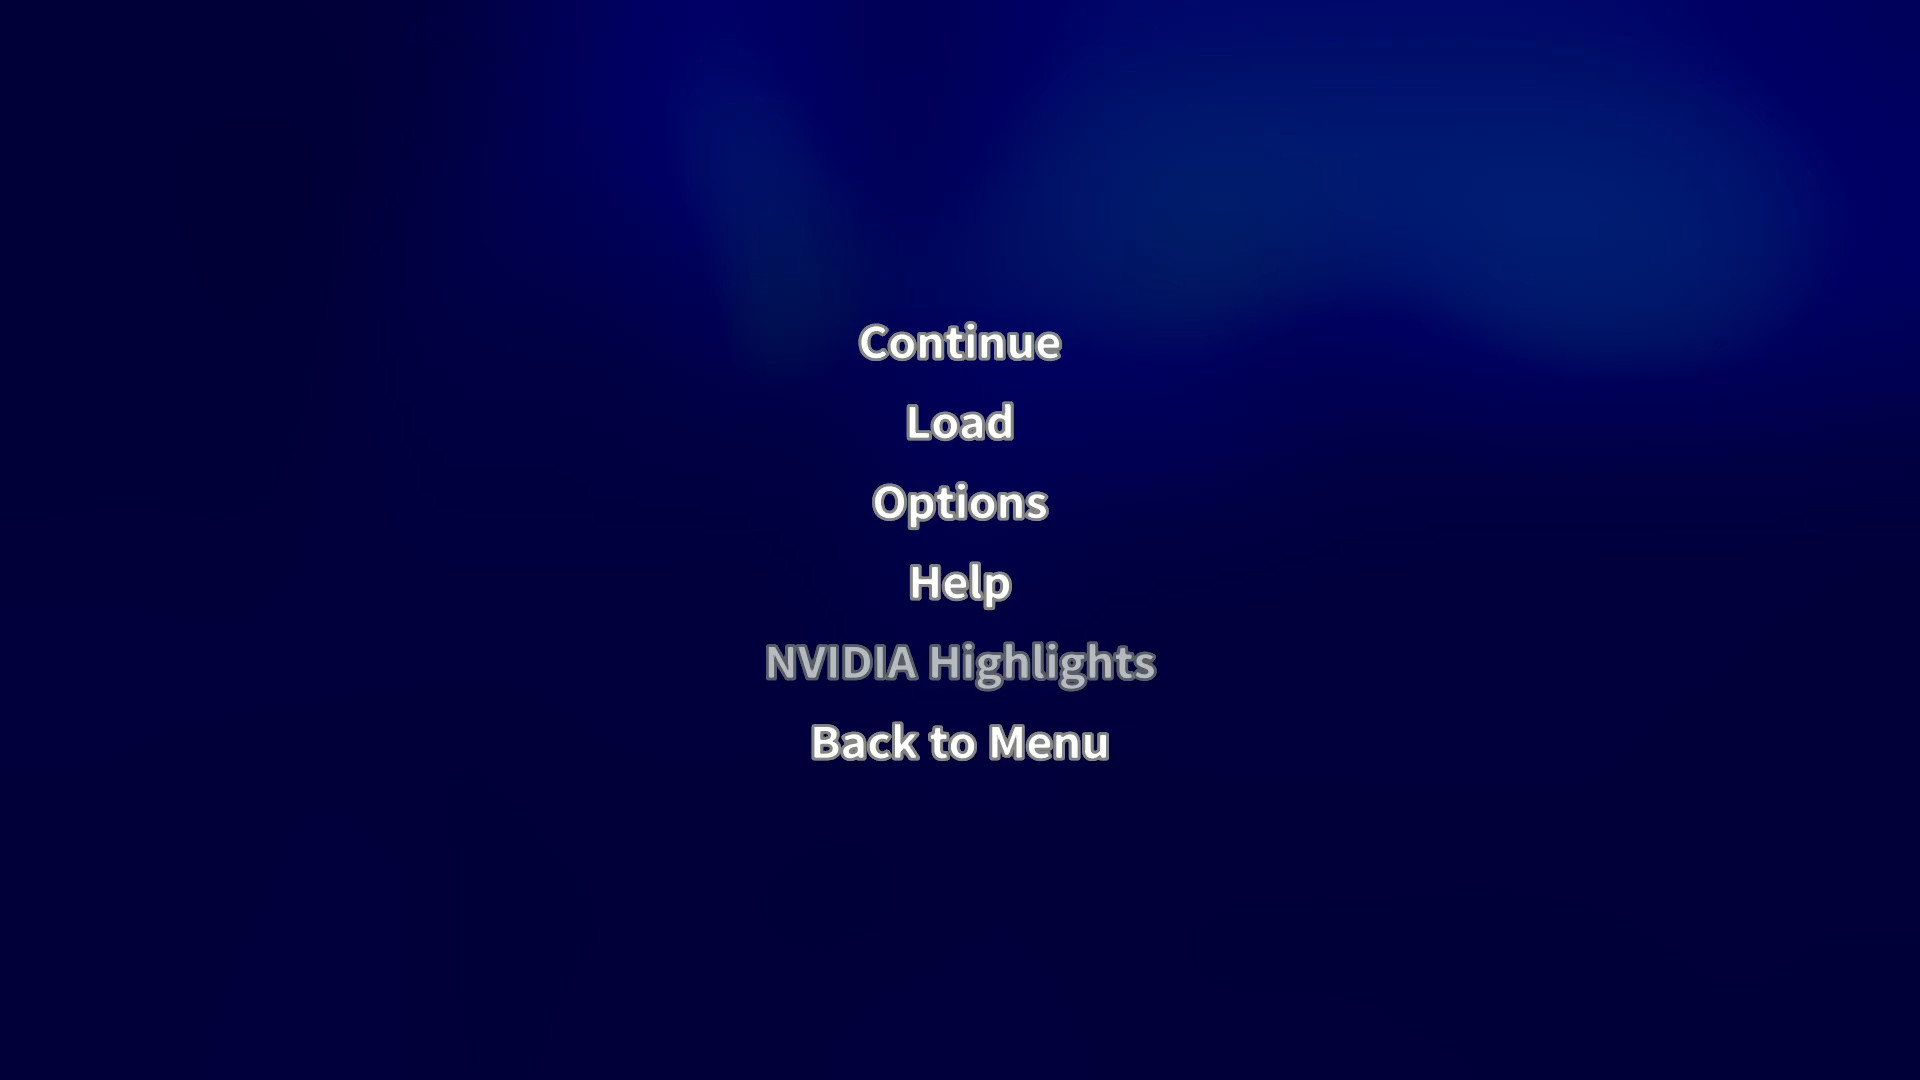 Continue
Load
Options
Help
NVIDIA Highlights
Back to Menu